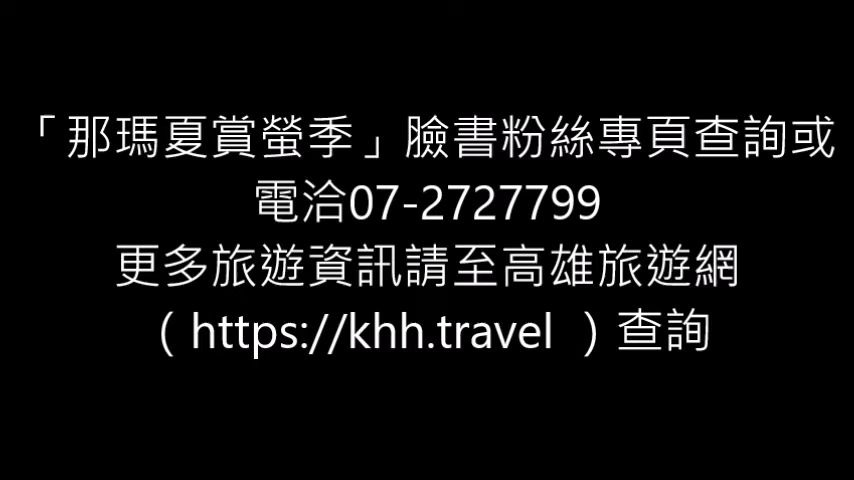 「那瑪夏賞螢季」臉書粉絲專頁查詢或
電洽07-2727799
更多旅遊資訊請至高雄旅遊網
（https://khh.travel ）查詢